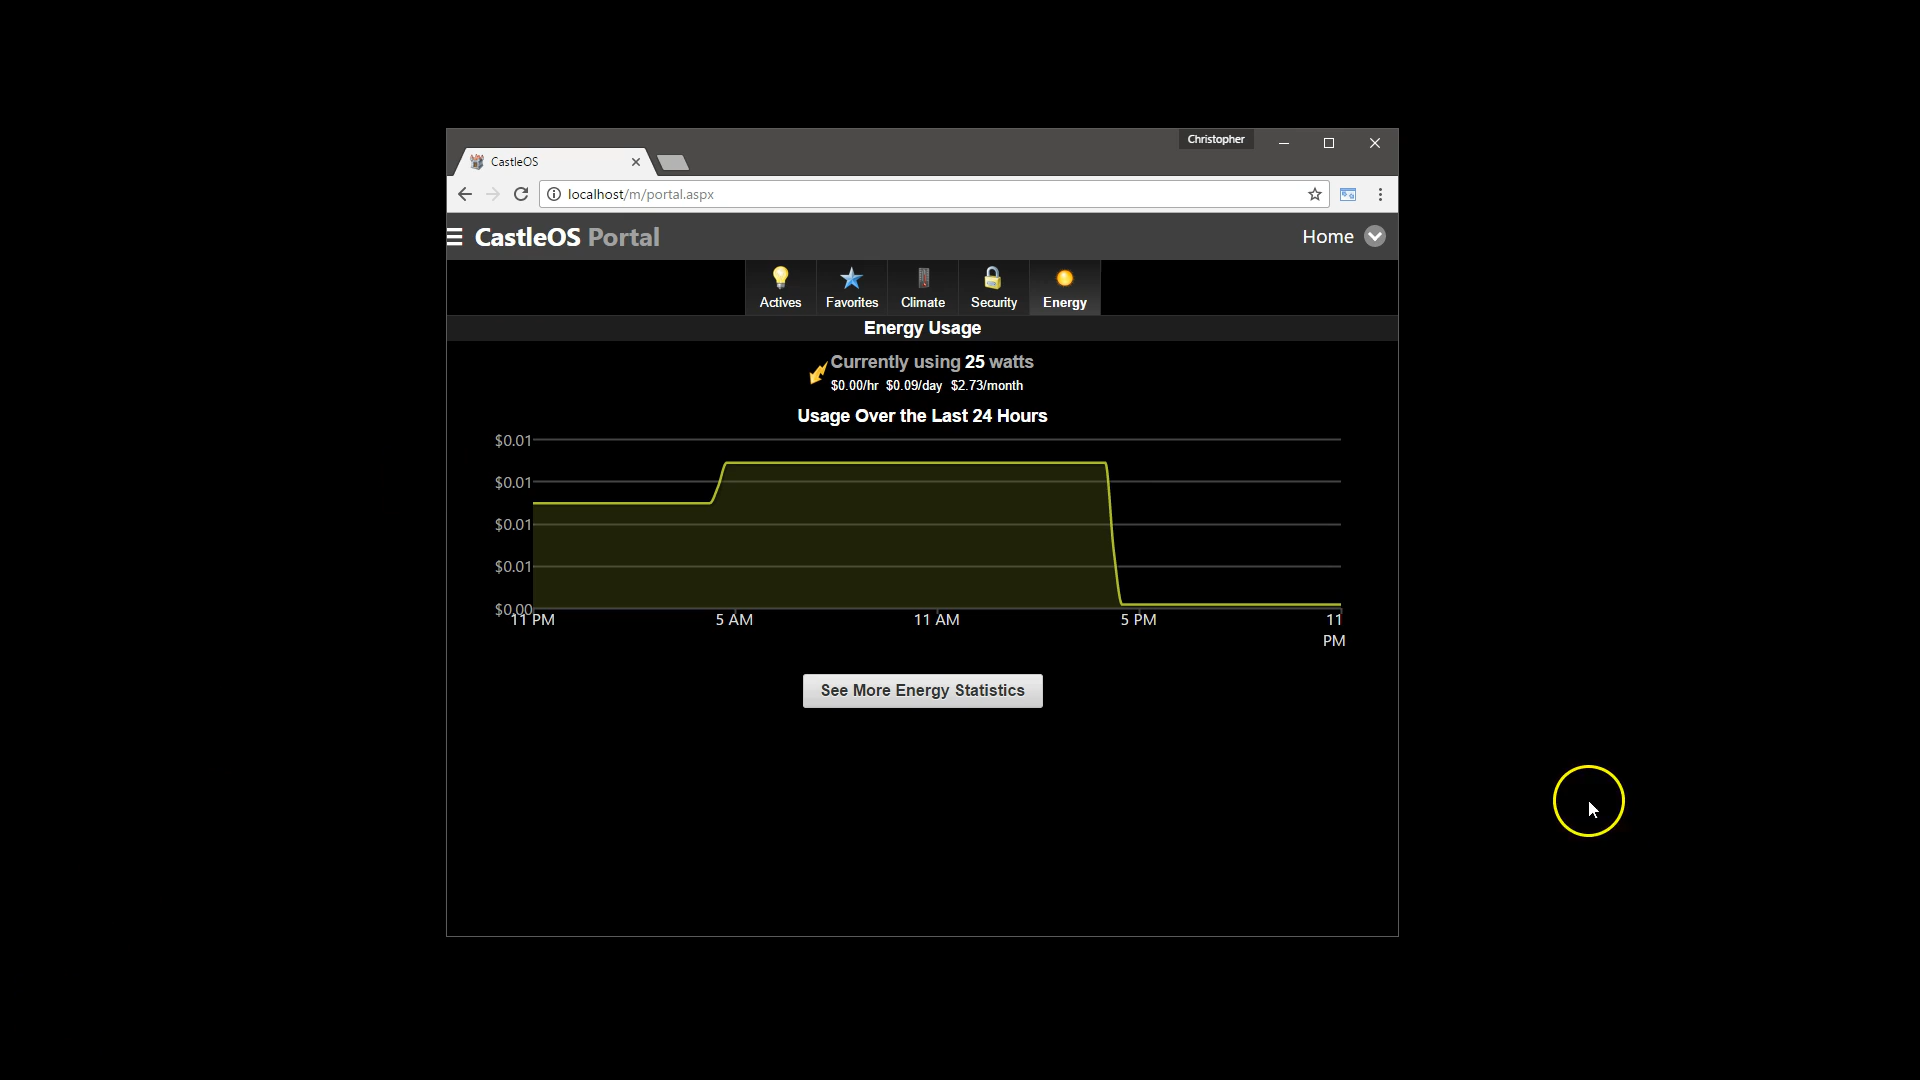 Christopher
CastleOS
localhost/m/portal.aspx
CastleOS Portal
Home
Actives
Favorites
Climate
Security
Energy
Energy Usage
Currently using 25 watts
$0.00/hr $0.09/day $2.73/month
Usage Over the Last 24 Hours
$0.01
$0.01
$0.01
$0.01
$0.00
11 PM
5 AM
11 AM
5 PM
11
PM
See More Energy Statistics